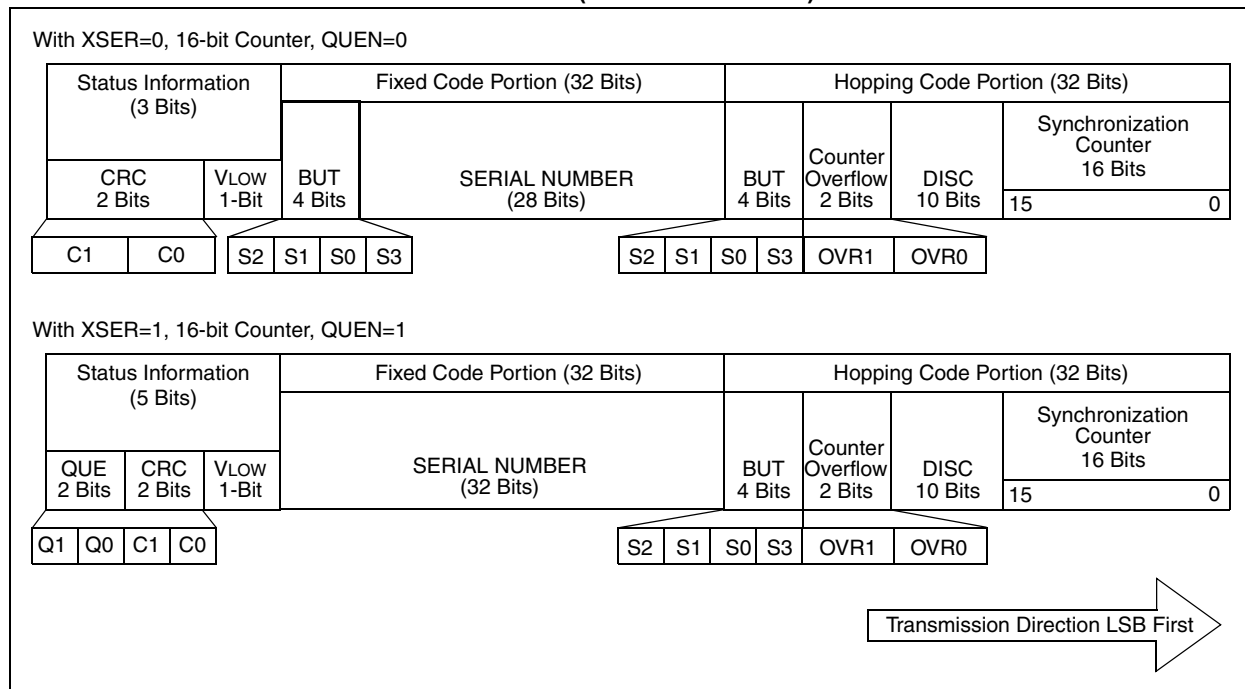 With XSER=0, 16-bit Counter, QUEN=0
Status Information
(3 Bits)
Fixed Code Portion (32 Bits)
Hopping Code Portion (32 Bits)
CRC
2 Bits
VLOW
1-Bit
BUT
4 Bits
SERIAL NUMBER
(28 Bits)
BUT
4 Bits
Counter
Overflow
2 Bits
DISC
10 Bits
Synchronization
Counter
16 Bits
15 0
C1 C0 S2 S1 S0 S3 S2 S1 S0 S3 OVR1 OVR0
With XSER=1, 16-bit Counter, QUEN=1
Status Information
(5 Bits)
Fixed Code Portion (32 Bits)
Hopping Code Portion (32 Bits)
QUE
2 Bits
CRC
2 Bits
VLOW
1-Bit
SERIAL NUMBER
(32 Bits)
BUT
4 Bits
Counter
Overflow
2 Bits
DISC
10 Bits
Synchronization
Counter
16 Bits
15 0
Q1 Q0 C1 C0 S2 S1 S0 S3 OVR1 OVR0
Transmission Direction LSB First